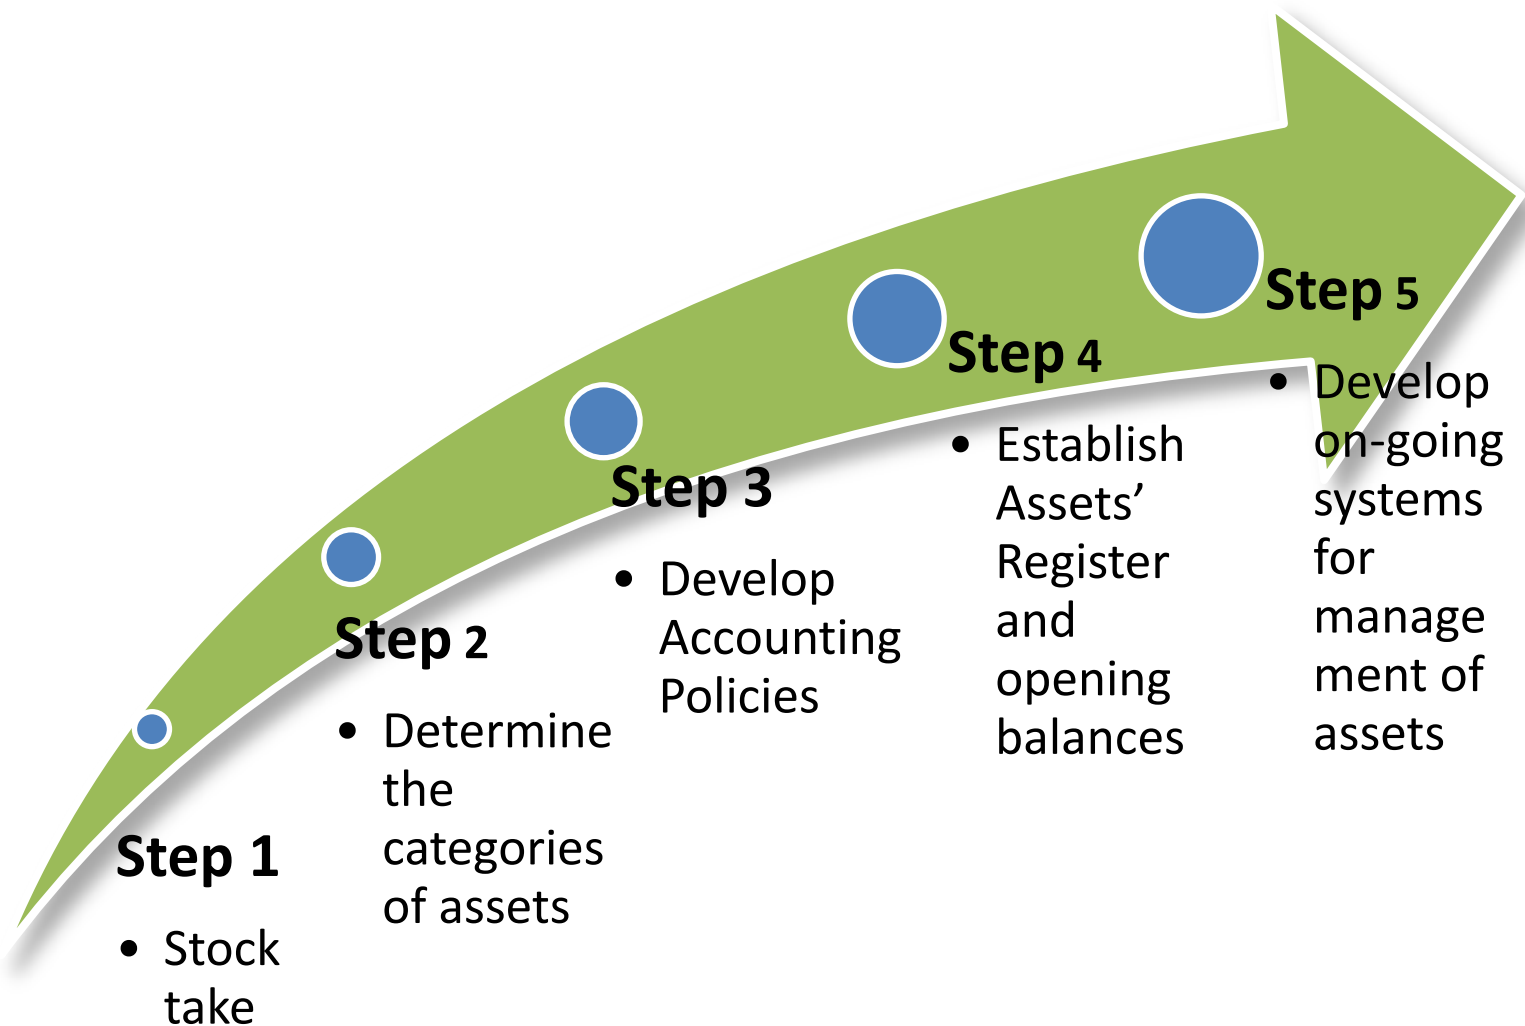 Step 1
• Stock
take
Step 2
• Determine
the
categories
of assets
Step 3
• Develop
Accounting
Policies
Step 4
• Establish
Assets’
Register
and
opening
balances
Step 5
• Develop
on-going
systems
for
manage
ment of
assets